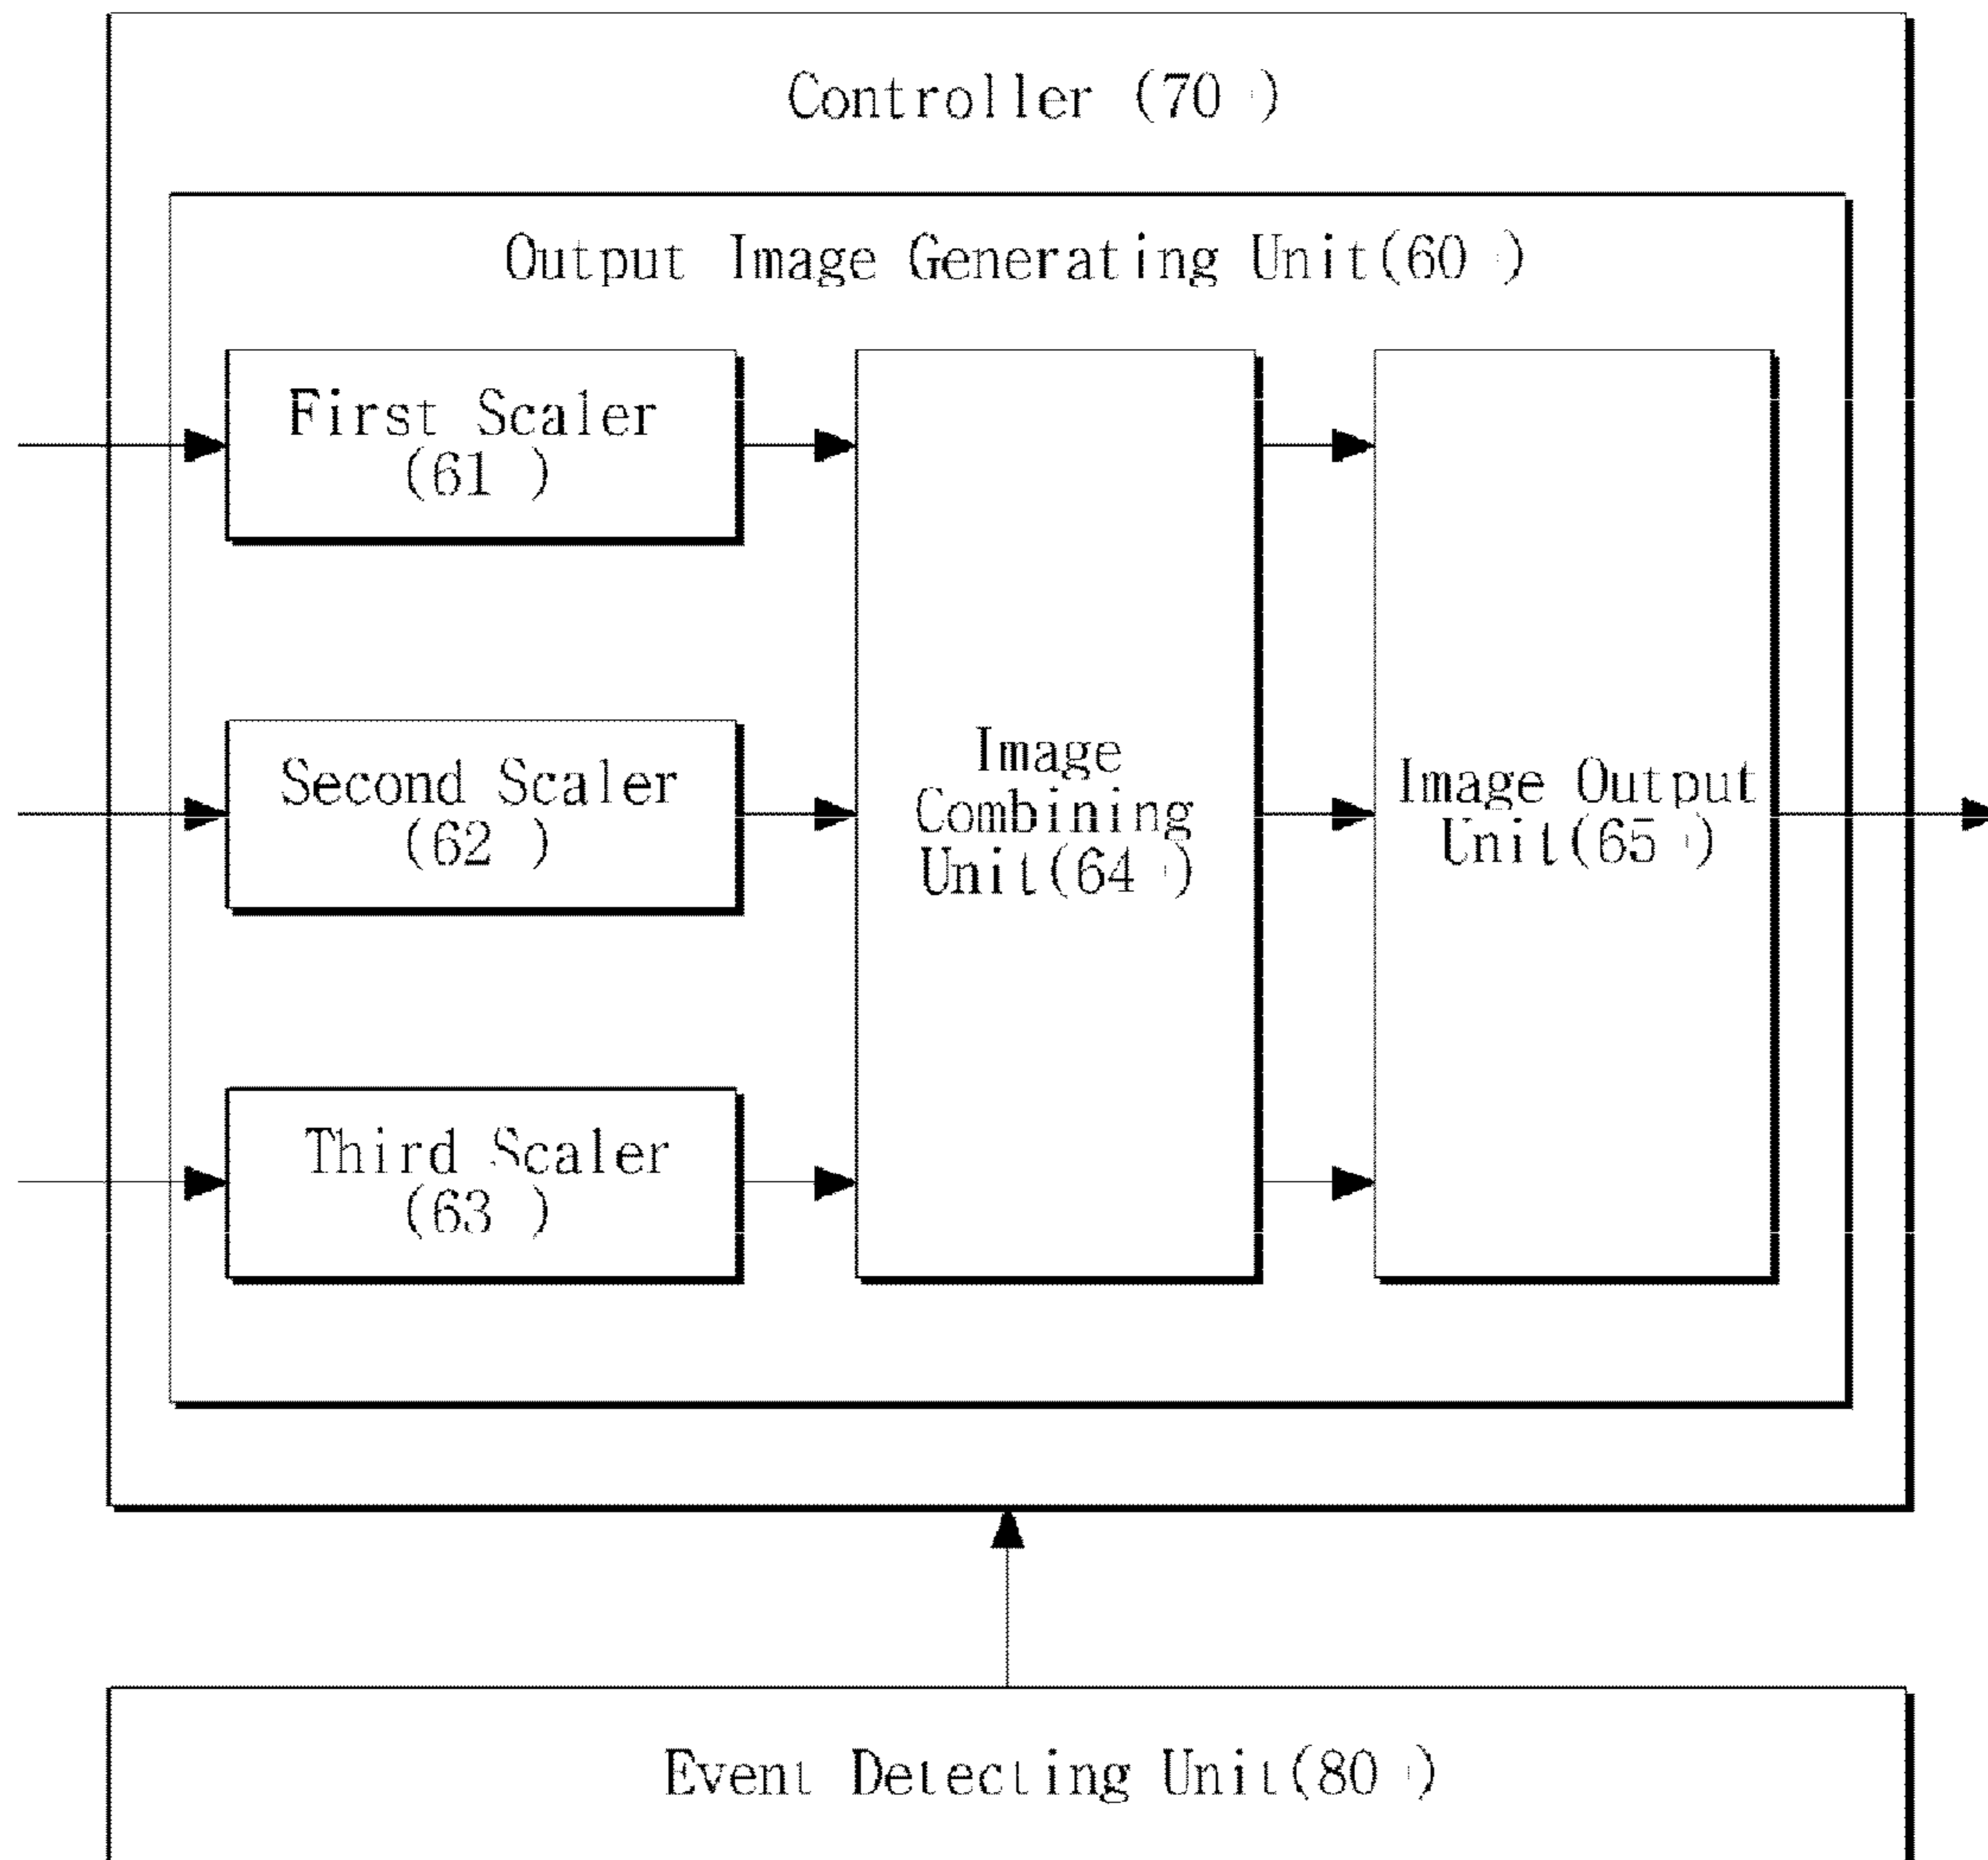 Controller (70 )
Output Image Generating Unit(60 )
First Scaler
(61 )
Second Scaler
(62 )
Third Scaler
(63 )
Image
Combining
Unit(64 )
Image Output
Unit(65 )
Event Detecting Unit(80 )